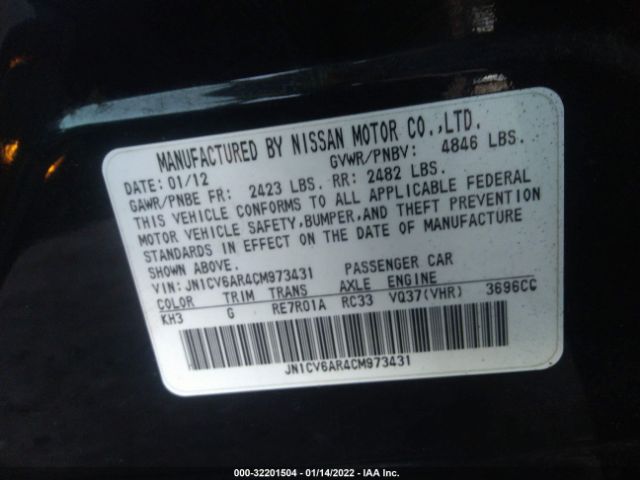 MANUFACTURED BY NISSAN MOTOR CO.,LTD.
DATE: 01/12 GVWR/PNBV: 4846 LBS.
GAWR/PNBE FR: 2423 LBS. RR: 2482 LBS.
THIS VEHICLE CONFORMS TO ALL APPLICABLE FEDERAL
MOTOR VEHICLE SAFETY,BUMPER,AND THEFT PREVENTION
STANDARDS IN EFFECT ON THE DATE OF MANUFACTURE
SHOWN ABOVE.
VIN: JN1CV6AR4CM973431 PASSENGER CAR
COLOR TRIM TRANS AXLE ENGINE
KH3 G RE7R01A RC33 VQ37(VHR) 3696CC
JN1CV6AR4CM973431
000-32201504 - 01/14/2022 - IAA Inc.